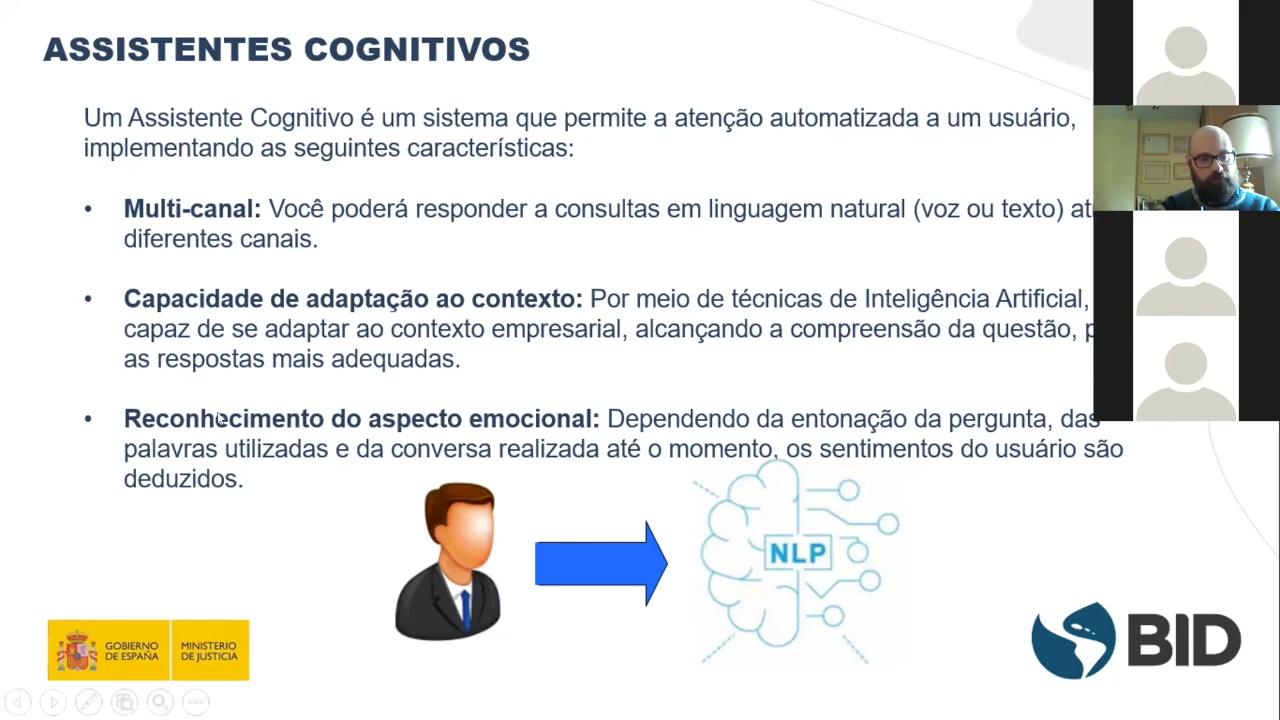 ASSISTENTES COGNITIVOS
Um Assistente Cognitivo é um sistema que permite a atenção automatizada a um usuário,
implementando as seguintes características:
• Multi-canal: Você poderá responder a consultas em linguagem natural (voz ou texto)
diferentes canais.
• Capacidade de adaptação ao contexto: Por meio de técnicas de Inteligência Artificial,
capaz de se adaptar ao contexto empresarial, alcançando a compreensão da questão,
as respostas mais adequadas.
• Reconhecimento do aspecto emocional: Dependendo da entonação da pergunta, das
palavras utilizadas e da conversa realizada até o momento, os sentimentos do usuário são
deduzidos.
NLP
GOBIERNO
DE ESPAÑA
MINISTERIO
DE JUSTICIA
BID